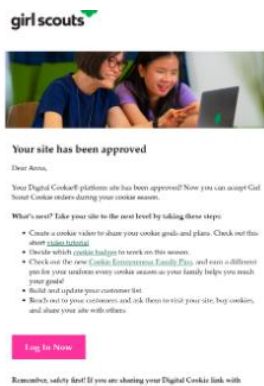 girl scouts
Your site has been approved
Dear Anna,
Your Digital Cookie® platform site has been approved! Now you can accept Girl
Scout Cookie orders during your cookie season.
What's next? Take your site to the next level by taking these steps:
• Create a cookie video to share your cookie goals and plans. Check out this
short video tutorial
• Decide which cookie badges to work on this season.
• Check out the new Cookie Entrepreneur Family Pins, and earn a different
pin for your uniform every cookie season as your family helps you reach
your goals!
• Build and update your customer list.
• Reach out to your customers and ask them to visit your site, buy cookies,
and share your site with others.
Log In Now
Remember, safety first! If you are sharing your Digital Cookie link with